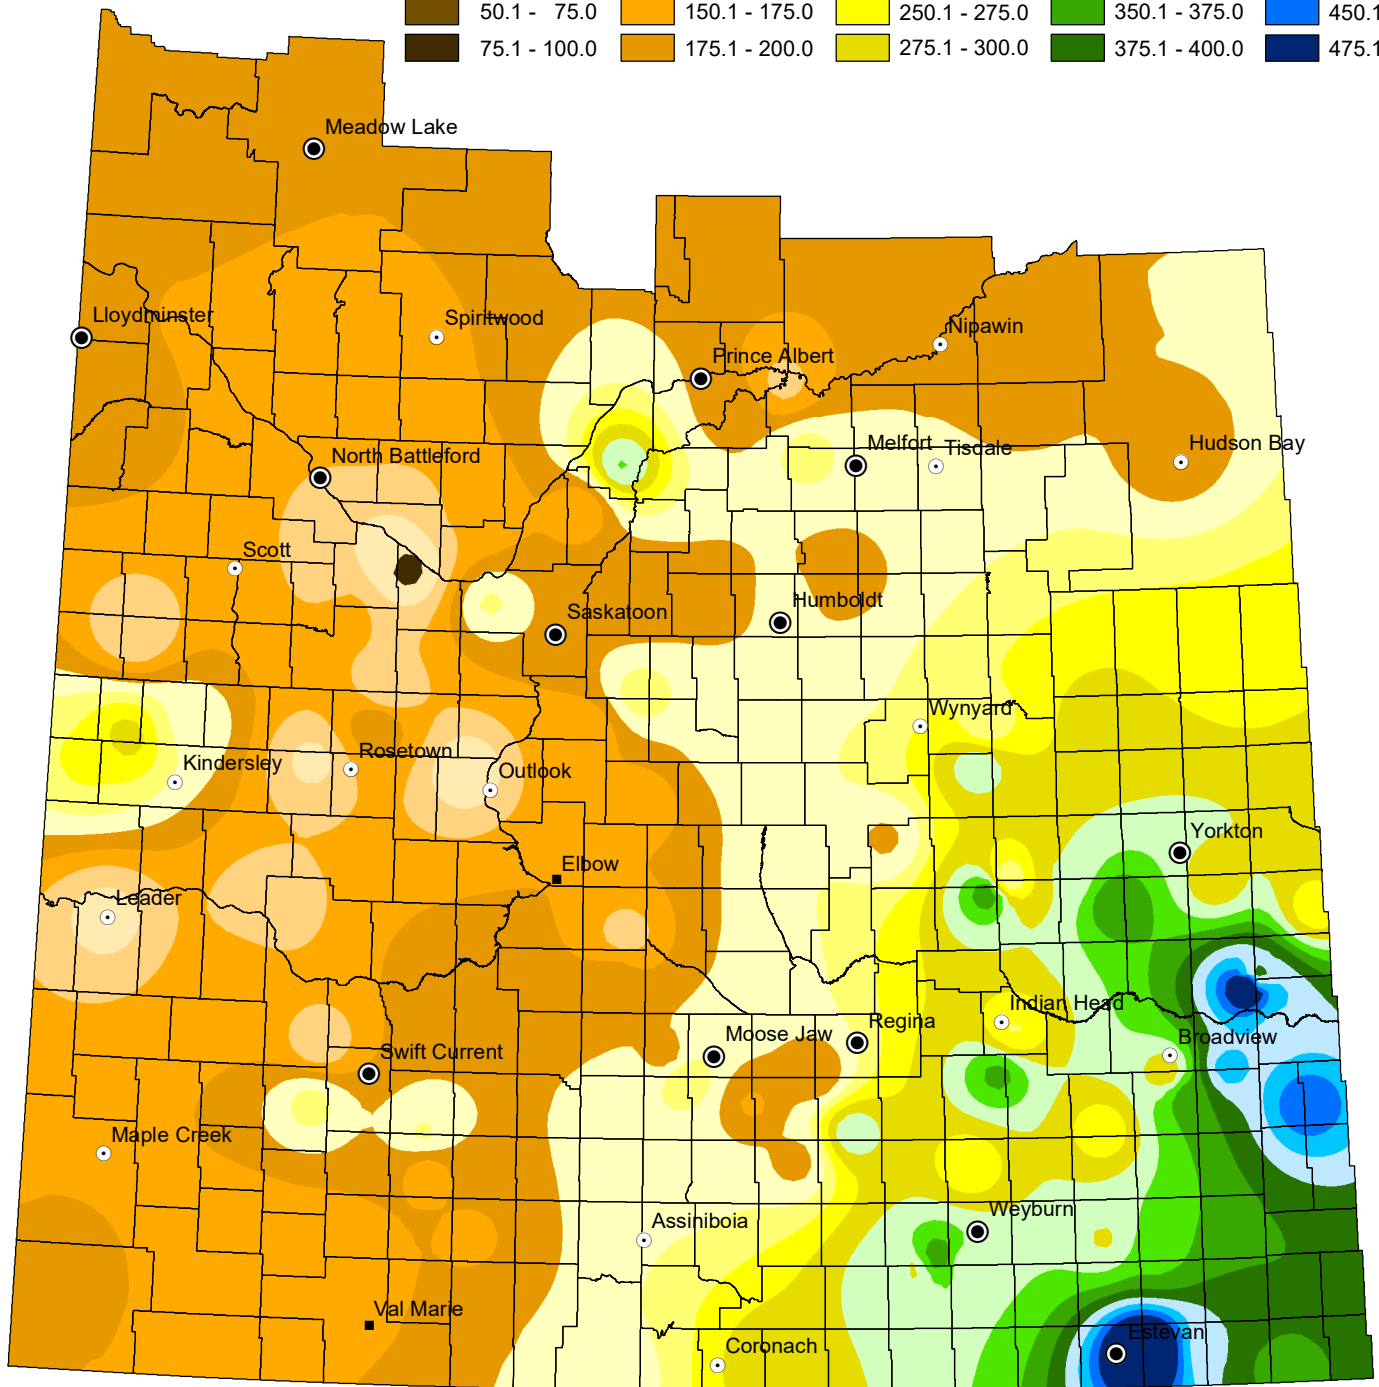 50.1 - 75.0 150.1 - 175.0 250.1 - 275.0 350.1 - 375.0 450.1
75.1 - 100.0 175.1 - 200.0 275.1 - 300.0 375.1 - 400.0 475.1
Meadow Lake
Lloydminster
Spiritwood
Nipawin
Prince Albert
Melfort
Tisdale
Hudson Bay
North Battleford
Scott
Saskatoon
Humboldt
Wynyard
Kindersley
Rosetown
Outlook
Yorkton
Elbow
Leader
Indian Head
Regina
Moose Jaw
Broadview
Swift Current
Maple Creek
Assiniboia
Weyburn
Val Marie
Estevan
Coronach